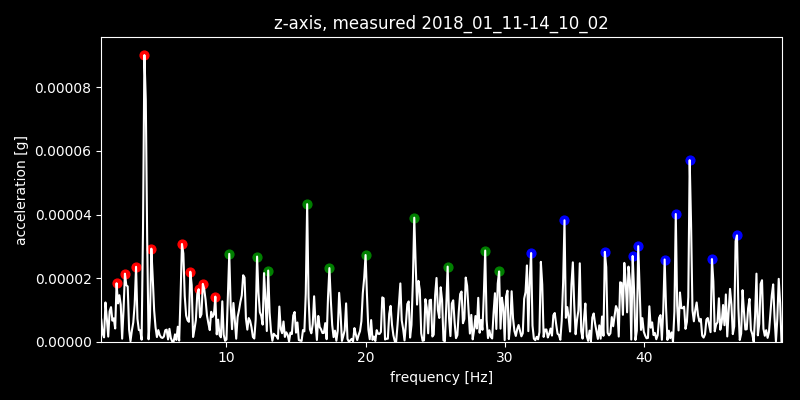 z-axis, measured 2018_01_11-14_10_02
0.00008
0.00006
0.00004
0.00002
0.00000
acceleration [g]
10 20 30 40
frequency [Hz]